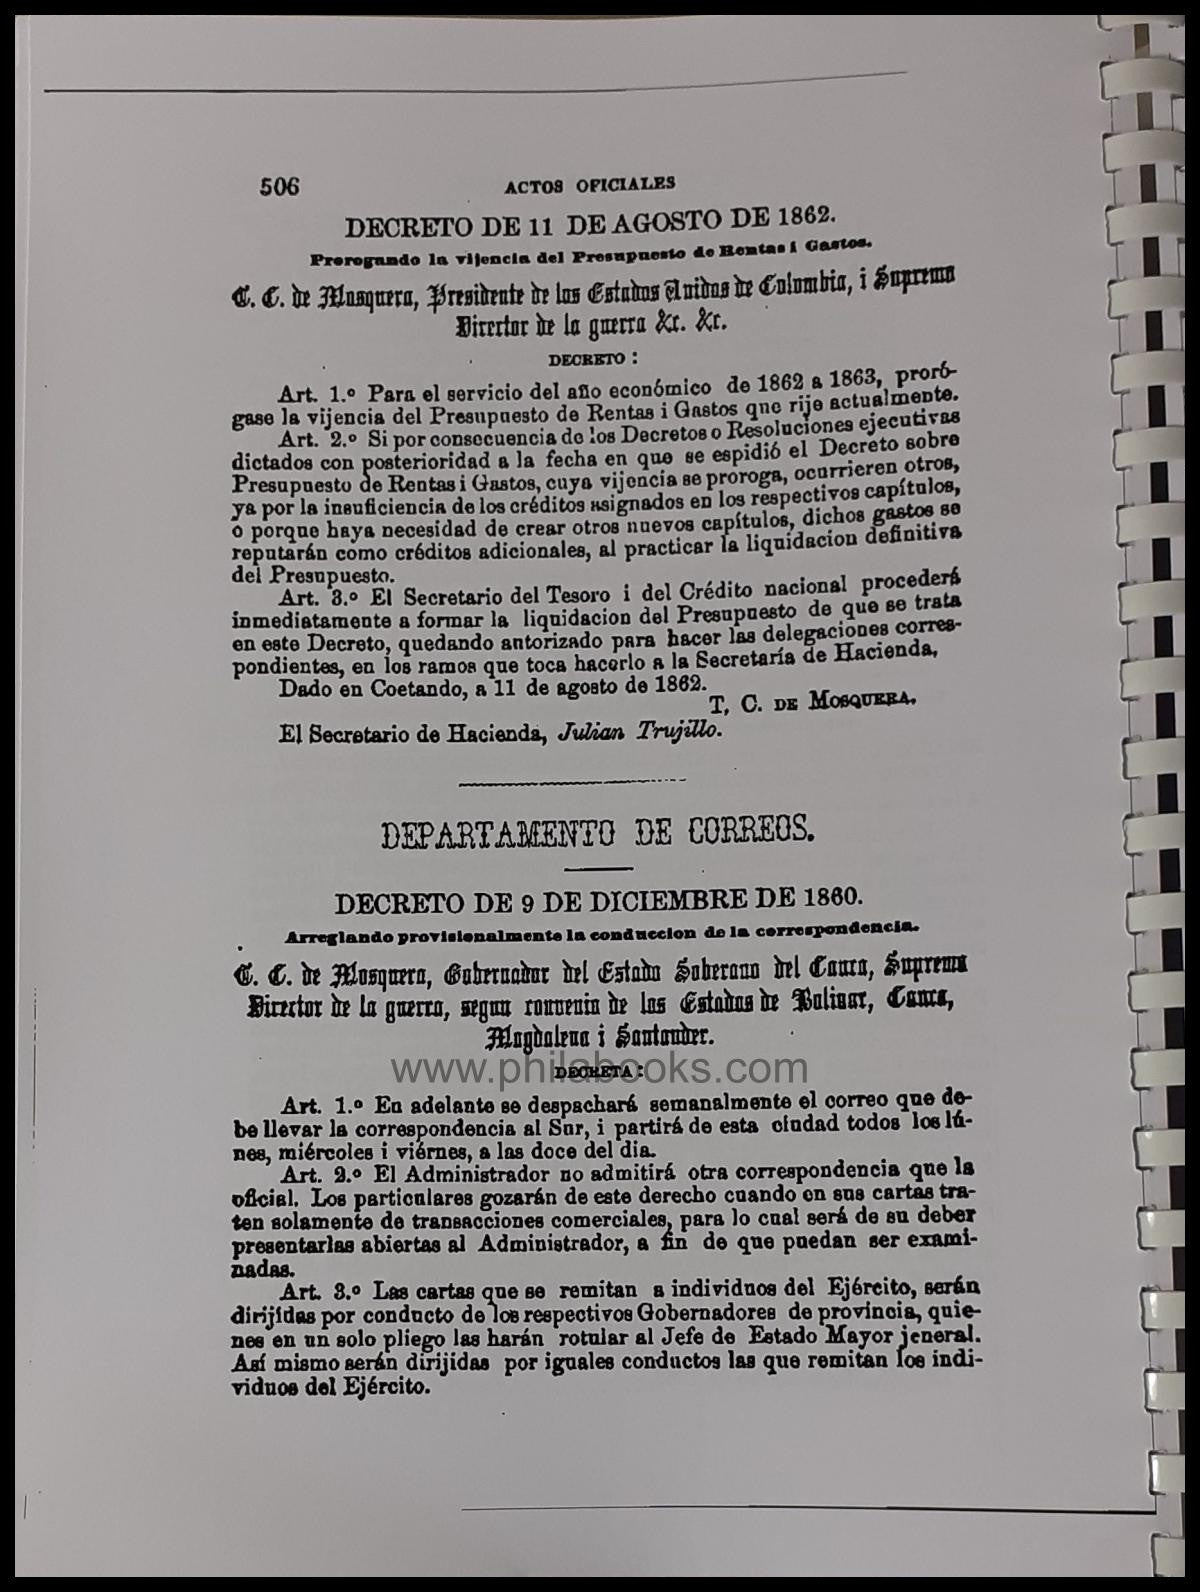 506 ACTOS OFICIALES
DECRETO DE 11 DE AGOSTO DE 1862.
Prorogando la vijencia del Presupuesto de Rentas i Gastos.
T. C. de Mosquera, Presidente de los Estados Unidos de Colombia, i Supremo
Director de la guerra &c. &c.
DECRETO :
Art. 1.º Para el servicio del año económico de 1862 a 1863, proró-
gase la vijencia del Presupuesto de Rentas i Gastos que rije actualmente.
Art. 2.º Si por consecuencia de los Decretos o Resoluciones ejecutivas
dictados con posterioridad a la fecha en que se espidió el Decreto sobre
Presupuesto de Rentas i Gastos, cuya vijencia se proroga, ocurrieren otros,
ya por la insuficiencia de los créditos asignados en los respectivos capítulos,
o porque haya necesidad de crear otros nuevos capítulos, dichos gastos se
reputarán como créditos adicionales, al practicar la liquidacion definitiva
del Presupuesto.
Art. 3.º El Secretario del Tesoro i del Crédito nacional procederá
inmediatamente a formar la liquidacion del Presupuesto de que se trata
en este Decreto, quedando autorizado para hacer las delegaciones corres-
pondientes, en los ramos que toca hacerlo a la Secretaría de Hacienda,
Dado en Coetando, a 11 de agosto de 1862.
T, C. DE MOSQUERA.
El Secretario de Hacienda, Julian Trujillo.
DEPARTAMENTO DE CORREOS.
DECRETO DE 9 DE DICIEMBRE DE 1860.
Arreglando provisionalmente la conduccion de la correspondencia.
T. C. de Mosquera, Gobernador del Estado Soberano del Cauca, Supremo
Director de la guerra, segun convenio de los Estados de Bolívar, Cauca,
Magdalena i Santander.
www.philabooks.com
DECRETA :
Art. 1.º En adelante se despachará semanalmente el correo que de-
be llevar la correspondencia al Sur, i partirá de esta ciudad todos los lú-
nes, miércoles i viérnes, a las doce del dia.
Art. 2.º El Administrador no admitirá otra correspondencia que la
oficial. Los particulares gozarán de este derecho cuando en sus cartas tra-
ten solamente de transacciones comerciales, para lo cual será de su deber
presentarlas abiertas al Administrador, a fin de que puedan ser exami-
nadas.
Art. 3.º Las cartas que se remitan a individuos del Ejército, serán
dirijidas por conducto de los respectivos Gobernadores de provincia, quie-
nes en un solo pliego las harán rotular al Jefe de Estado Mayor jeneral.
Así mismo serán dirijidas por iguales conductos las que remitan los indi-
viduos del Ejército.